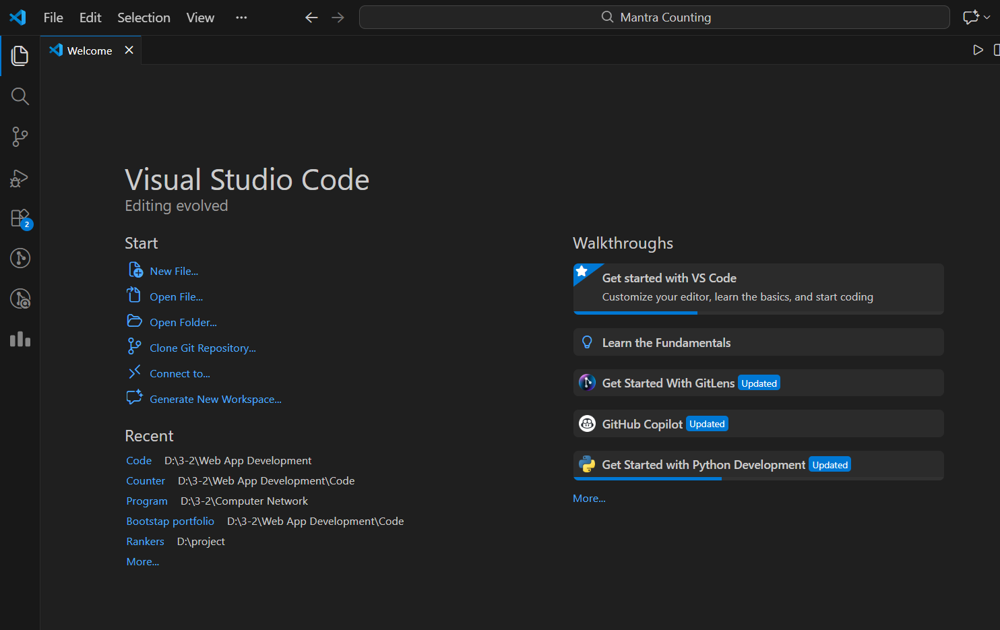 File Edit Selection View ··· Mantra Counting
Welcome
2
Visual Studio Code
Editing evolved
Start
New File...
Open File...
Open Folder...
Clone Git Repository...
Connect to...
Generate New Workspace...
Recent
Code D:\3-2\Web App Development
Counter D:\3-2\Web App Development\Code
Program D:\3-2\Computer Network
Bootstap portfolio D:\3-2\Web App Development\Code
Rankers D:\project
More...
Walkthroughs
Get started with VS Code
Customize your editor, learn the basics, and start coding
Learn the Fundamentals
Get Started With GitLens Updated
GitHub Copilot Updated
Get Started with Python Development Updated
More...